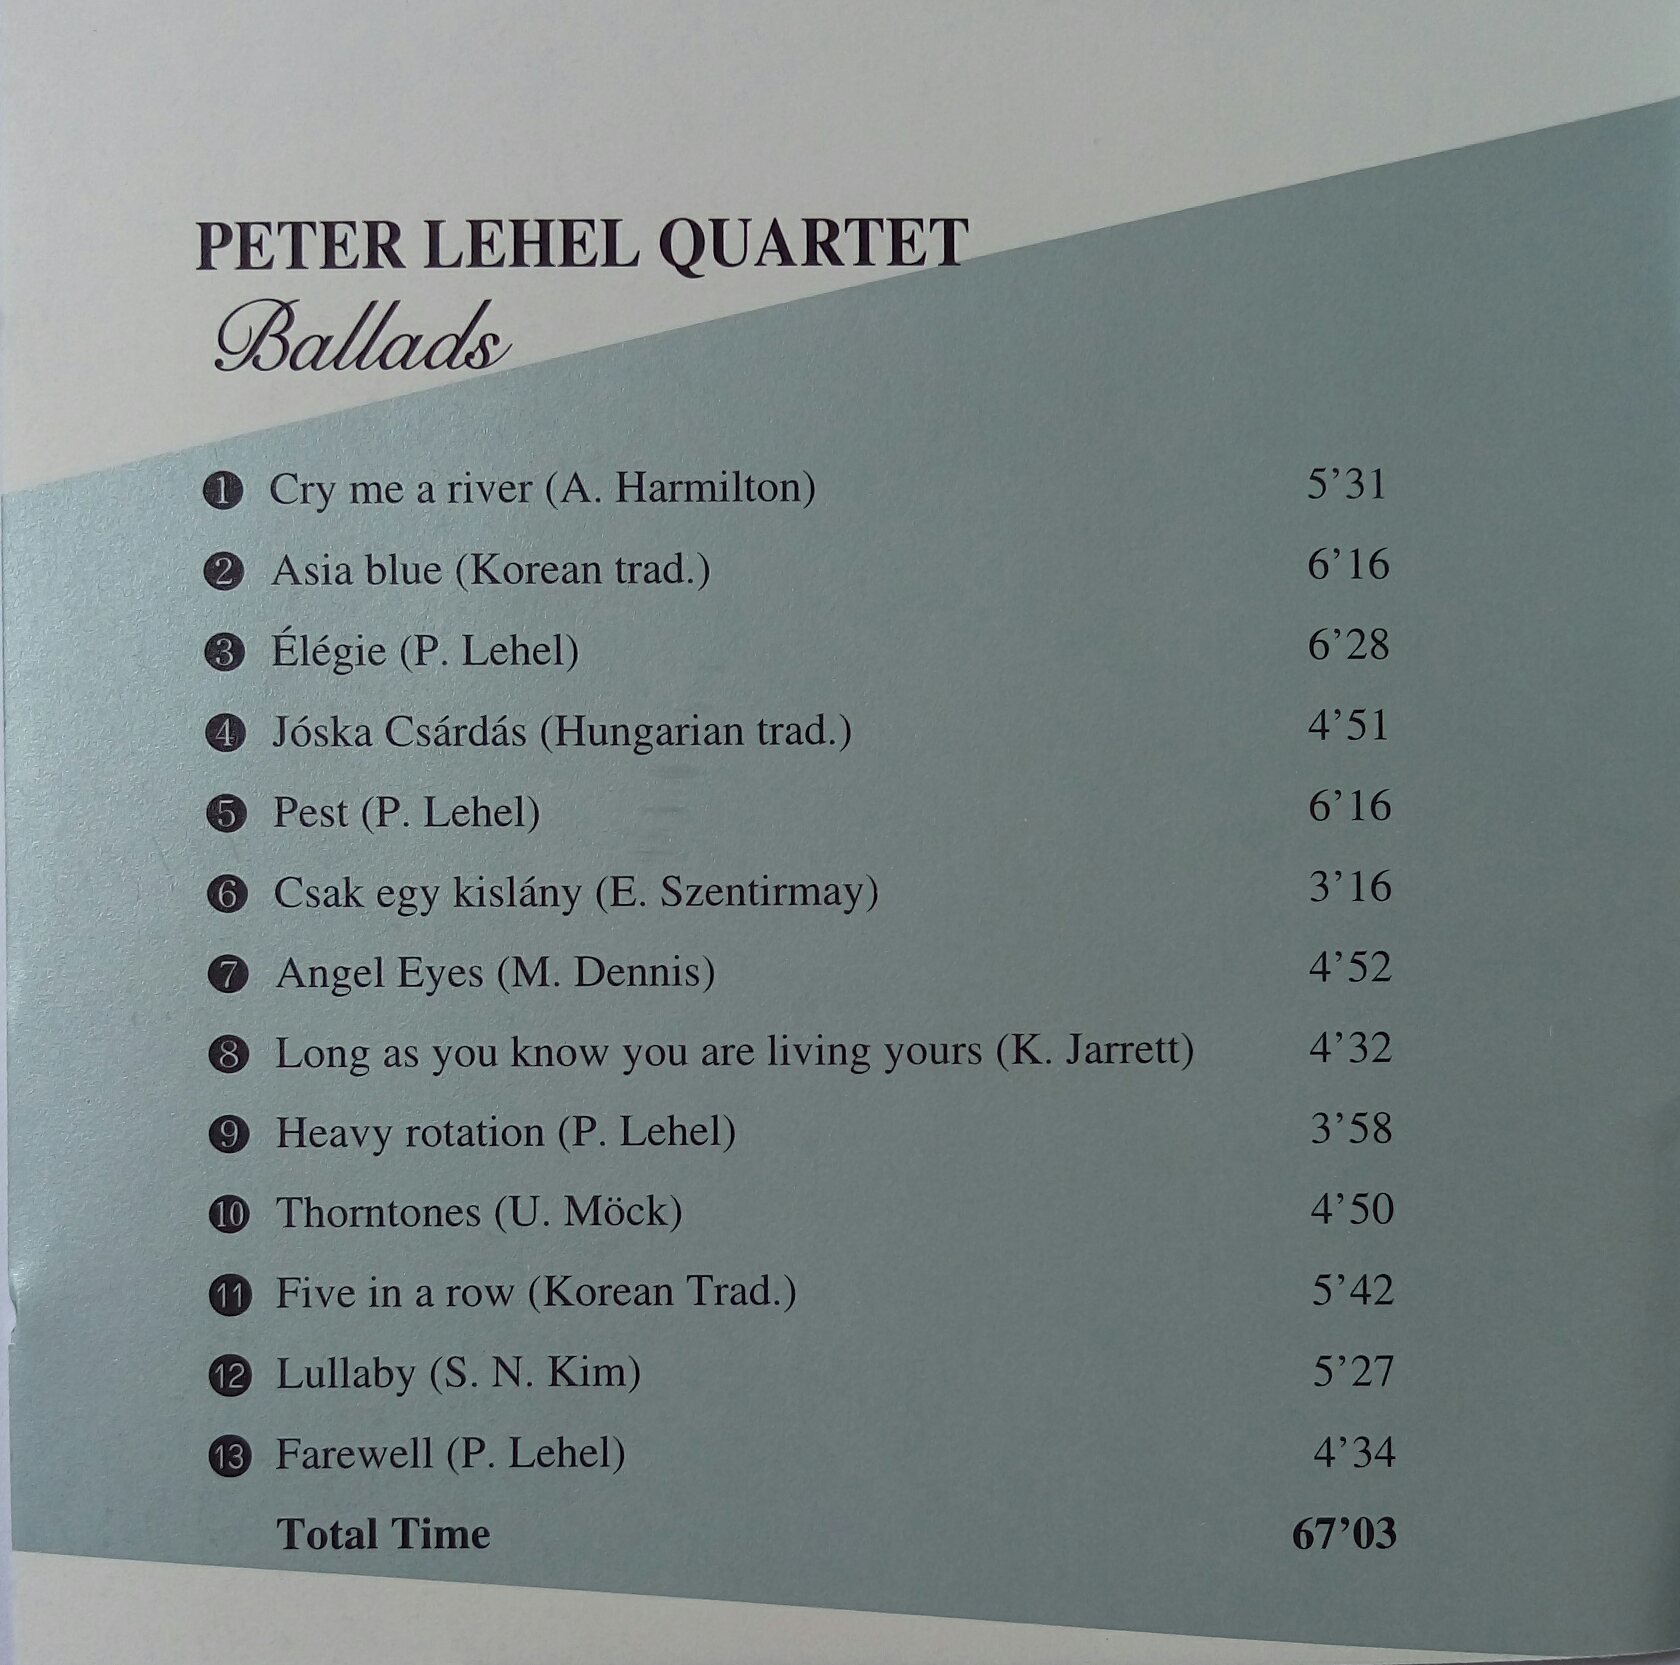 PETER LEHEL QUARTET
Ballads
1 Cry me a river (A. Harmilton) 5’31
2 Asia blue (Korean trad.) 6’16
3 Élégie (P. Lehel) 6’28
4 Jóska Csárdás (Hungarian trad.) 4’51
5 Pest (P. Lehel) 6’16
6 Csak egy kislány (E. Szentirmay) 3’16
7 Angel Eyes (M. Dennis) 4’52
8 Long as you know you are living yours (K. Jarrett) 4’32
9 Heavy rotation (P. Lehel) 3’58
10 Thorntones (U. Möck) 4’50
11 Five in a row (Korean Trad.) 5’42
12 Lullaby (S. N. Kim) 5’27
13 Farewell (P. Lehel) 4’34
Total Time 67’03